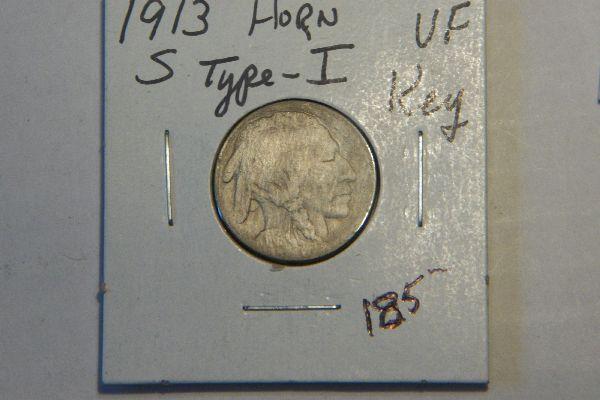 1913 HORN VF
S Type-I Key
185-